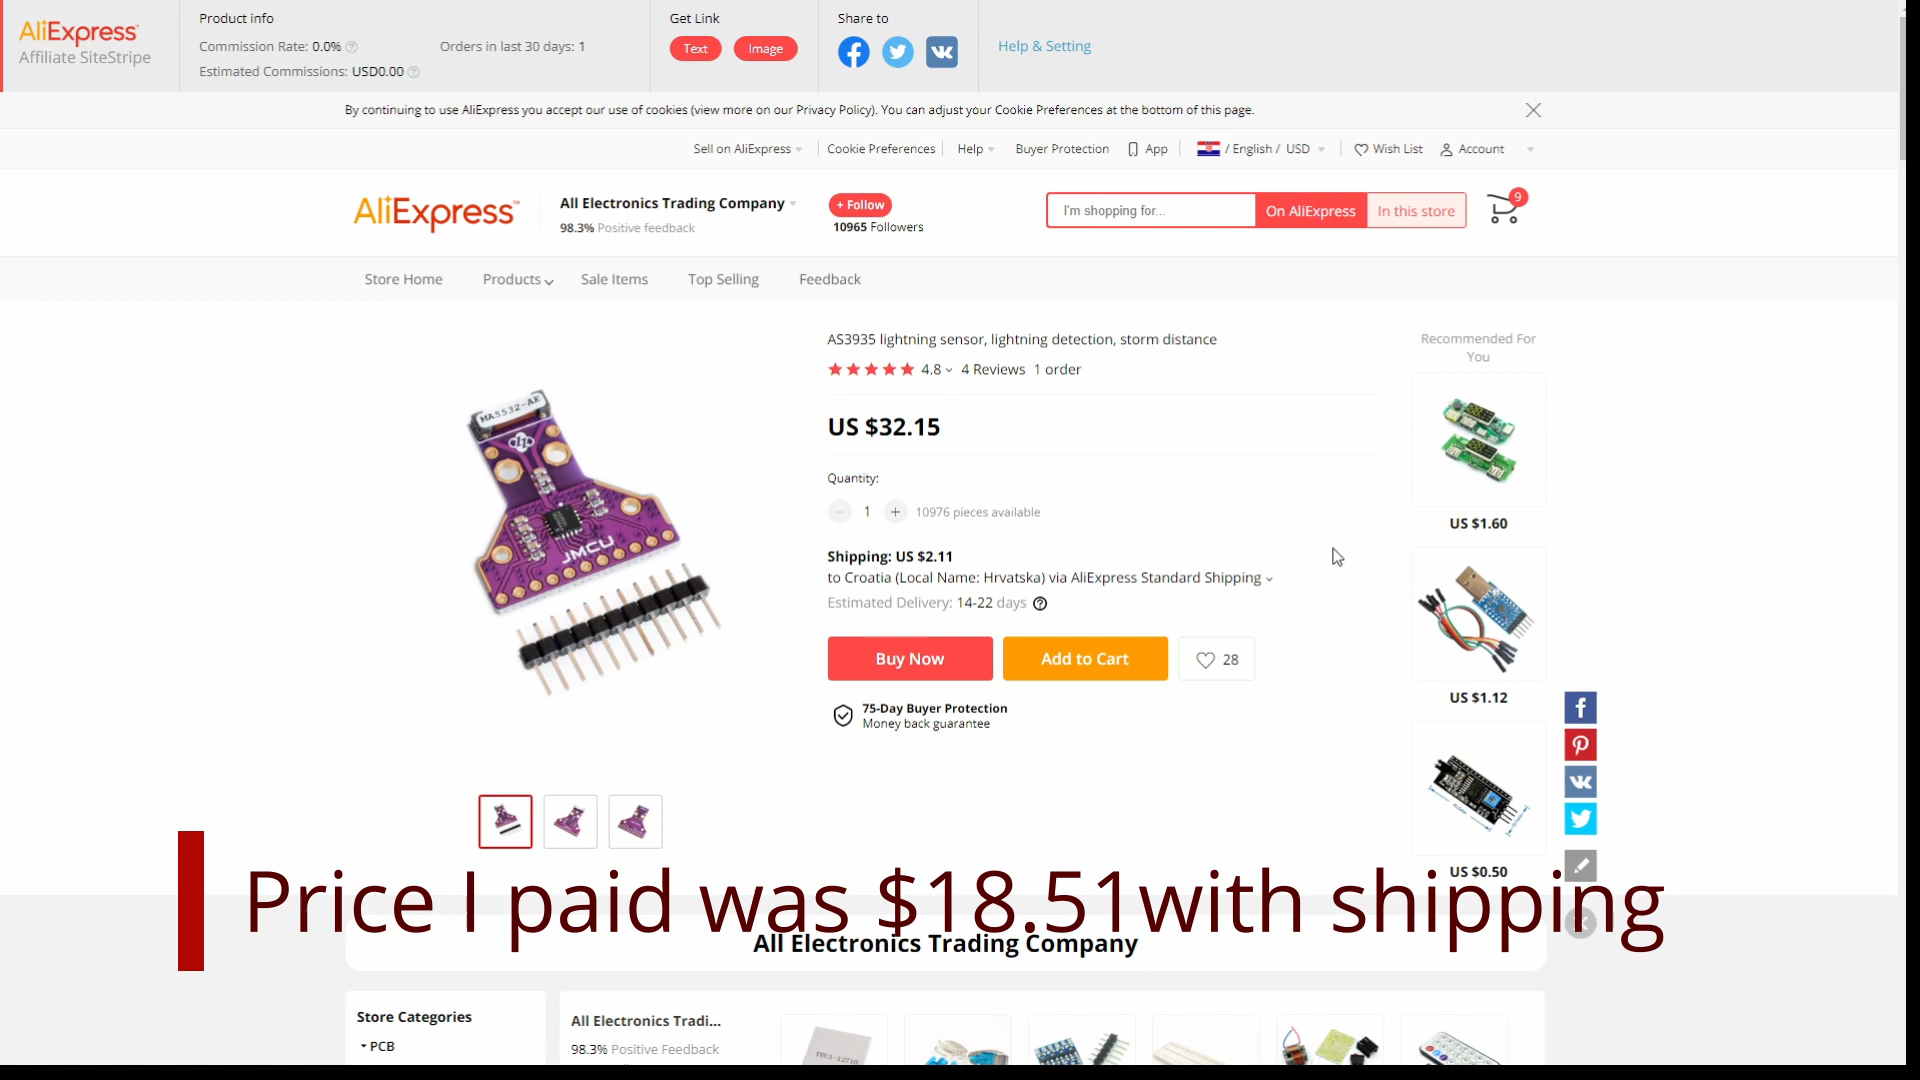 AliExpress™
Affiliate SiteStripe
Product info
Commission Rate: 0.0%
Orders in last 30 days: 1
Estimated Commissions: USD0.00
Get Link
Text
Image
Share to
Help & Setting
By continuing to use AliExpress you accept our use of cookies (view more on our Privacy Policy). You can adjust your Cookie Preferences at the bottom of this page.
Sell on AliExpress
Cookie Preferences
Help
Buyer Protection
App
/ English / USD
Wish List
Account
AliExpress™
All Electronics Trading Company
98.3% Positive feedback
+ Follow
10965 Followers
I'm shopping for...
On AliExpress
In this store
9
Store Home
Products
Sale Items
Top Selling
Feedback
MA5532-AE
JMCU
AS3935 lightning sensor, lightning detection, storm distance
4.8
4 Reviews
1 order
US $32.15
Quantity:
1
10976 pieces available
Shipping: US $2.11
to Croatia (Local Name: Hrvatska) via AliExpress Standard Shipping
Estimated Delivery: 14-22 days
Buy Now
Add to Cart
28
75-Day Buyer Protection
Money back guarantee
Recommended For
You
US $1.60
US $1.12
US $0.50
Price I paid was $18.51with shipping
All Electronics Trading Company
Store Categories
PCB
All Electronics Tradi...
98.3% Positive Feedback